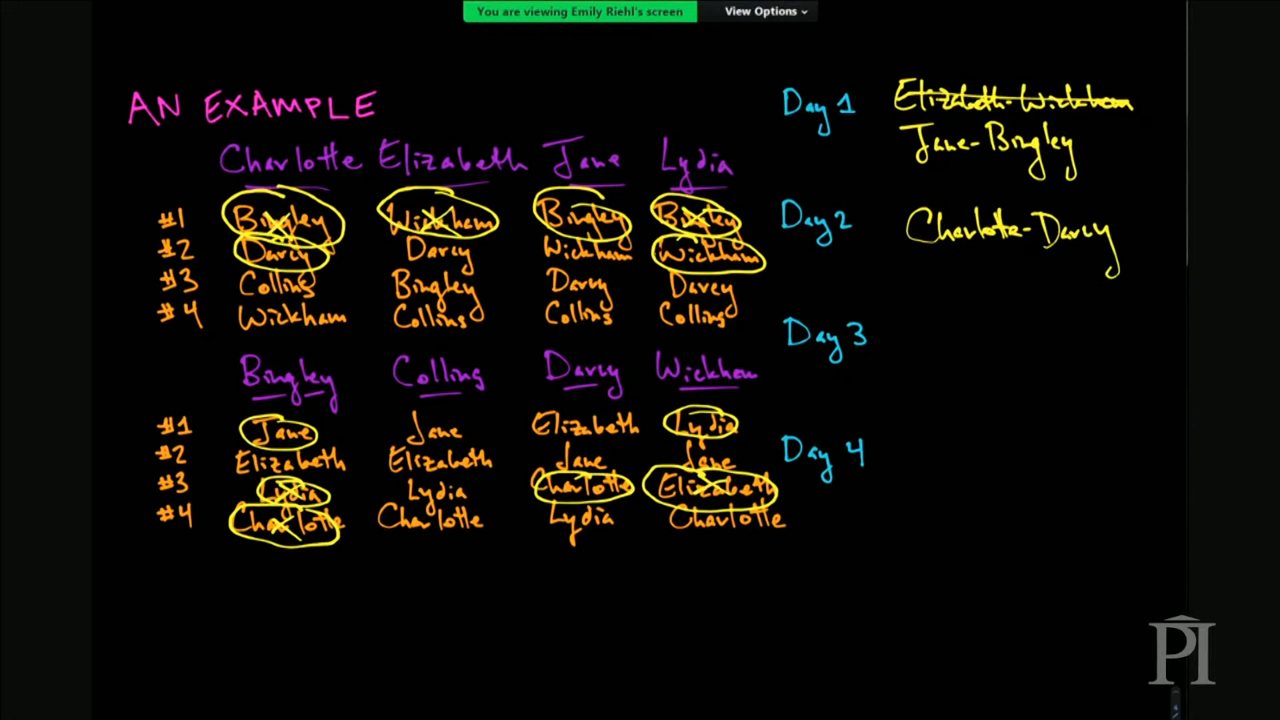 You are viewing Emily Riehl's screen View Options
AN EXAMPLE
Charlotte Elizabeth Jane Lydia
#1 Bingley Wickham Bingley Bingley
#2 Darcy Darcy Wickham Wickham
#3 Collins Bingley Darcy Darcy
#4 Wickham Collins Collins Collins
Bingley Collins Darcy Wickham
#1 Jane Jane Elizabeth Lydia
#2 Elizabeth Elizabeth Jane Jane
#3 Lydia Lydia Charlotte Elizabeth
#4 Charlotte Charlotte Lydia Charlotte
Day 1 Elizabeth-Wickham
Jane-Bingley
Day 2 Charlotte-Darcy
Day 3
Day 4
PI